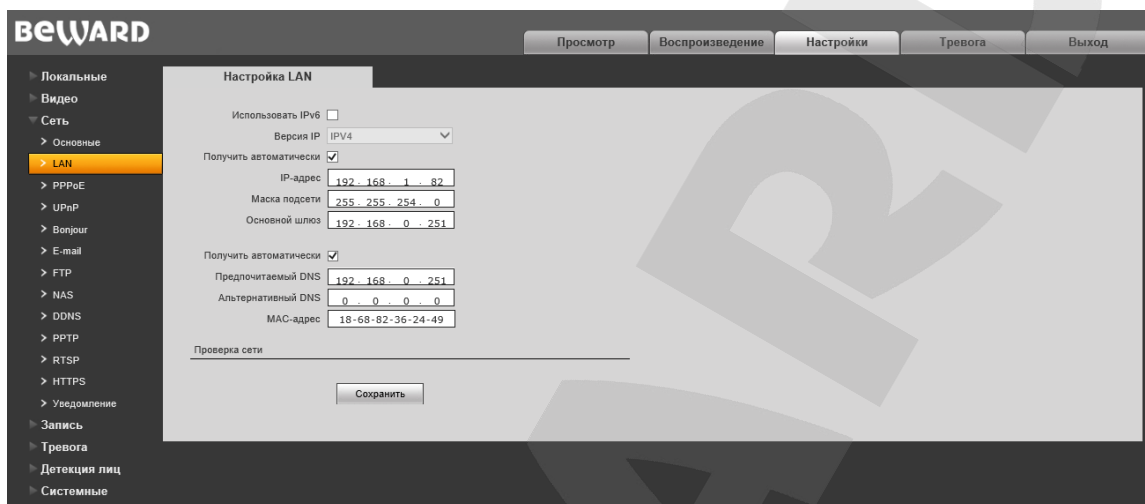 BEWARD
Просмотр
Воспроизведение
Настройки
Тревога
Выход
Локальные
Видео
Сеть
Основные
LAN
PPPoE
UPnP
Bonjour
E-mail
FTP
NAS
DDNS
PPTP
RTSP
HTTPS
Уведомление
Запись
Тревога
Детекция лиц
Системные
Настройка LAN
Использовать IPv6
Версия IP IPV4
Получить автоматически
IP-адрес 192 . 168 . 1 . 82
Маска подсети 255 . 255 . 254 . 0
Основной шлюз 192 . 168 . 0 . 251
Получить автоматически
Предпочитаемый DNS 192 . 168 . 0 . 251
Альтернативный DNS 0 . 0 . 0 . 0
MAC-адрес 18-68-82-36-24-49
Проверка сети
Сохранить